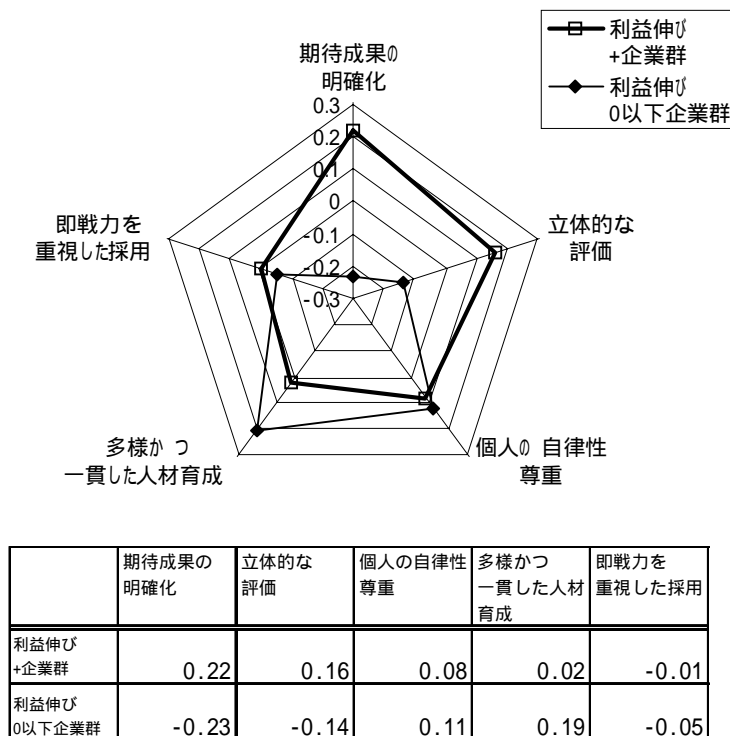 利益伸び
+企業群
利益伸び
0以下企業群
期待成果の
明確化
0.3
0.2
0.1
0
-0.1
-0.2
-0.3
立体的な
評価
個人の 自律性
尊重
多様か つ
一貫した人材育成
即戦力を
重視した採用
期待成果の 立体的な 個人の自律性 多様かつ 即戦力を
明確化 評価 尊重 一貫した人材 重視した採用
育成
利益伸び
+企業群 0.22 0.16 0.08 0.02 -0.01
利益伸び
0以下企業群 -0.23 -0.14 0.11 0.19 -0.05